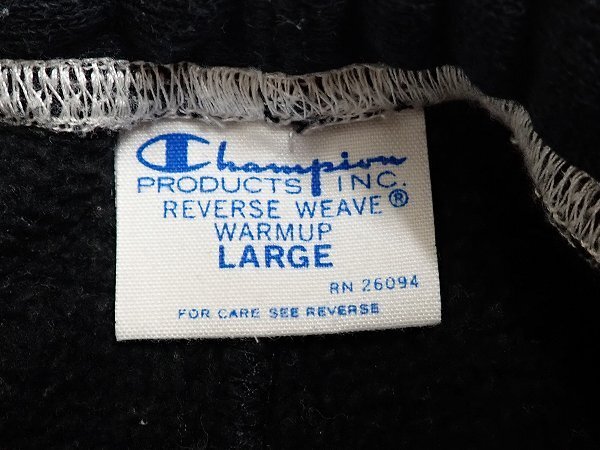 Champion
PRODUCTS INC.
REVERSE WEAVE®
WARMUP
LARGE
RN 26094
FOR CARE SEE REVERSE